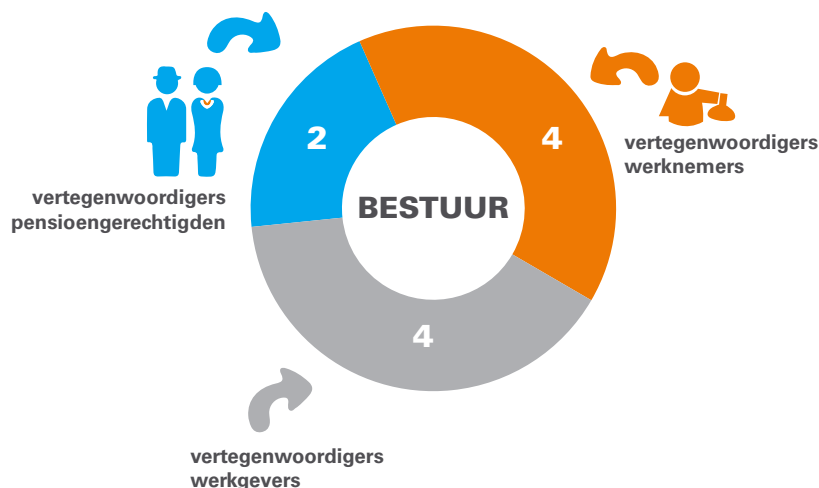 2
4
vertegenwoordigers
werknemers
vertegenwoordigers
pensioengerechtigden
BESTUUR
4
vertegenwoordigers
werkgevers